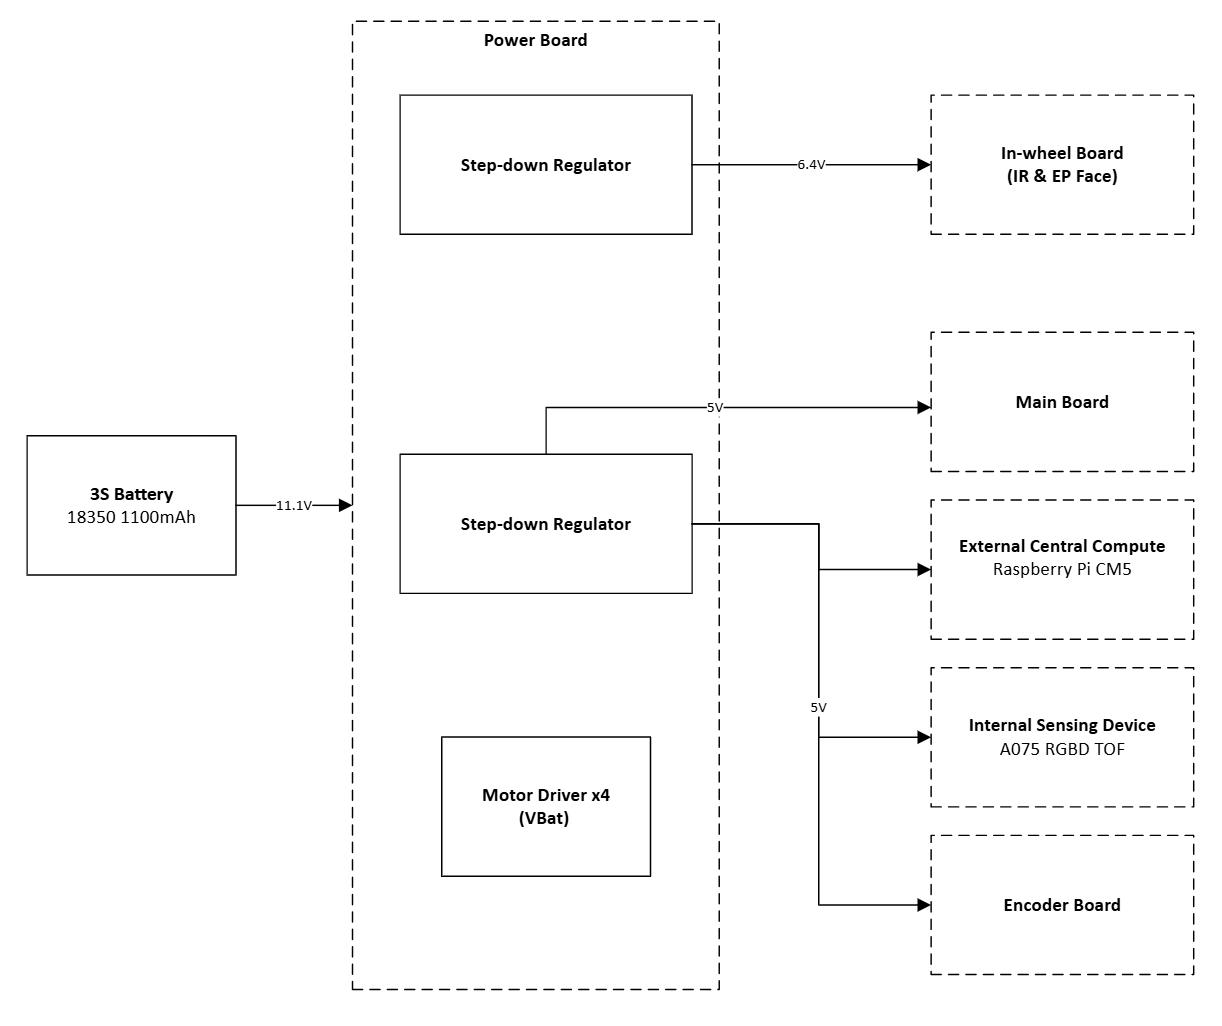 Power Board
Step-down Regulator
6.4V
In-wheel Board
(IR & EP Face)
5V
Main Board
3S Battery
18350 1100mAh
11.1V
Step-down Regulator
External Central Compute
Raspberry Pi CM5
5V
Internal Sensing Device
A075 RGBD TOF
Motor Driver x4
(VBat)
Encoder Board